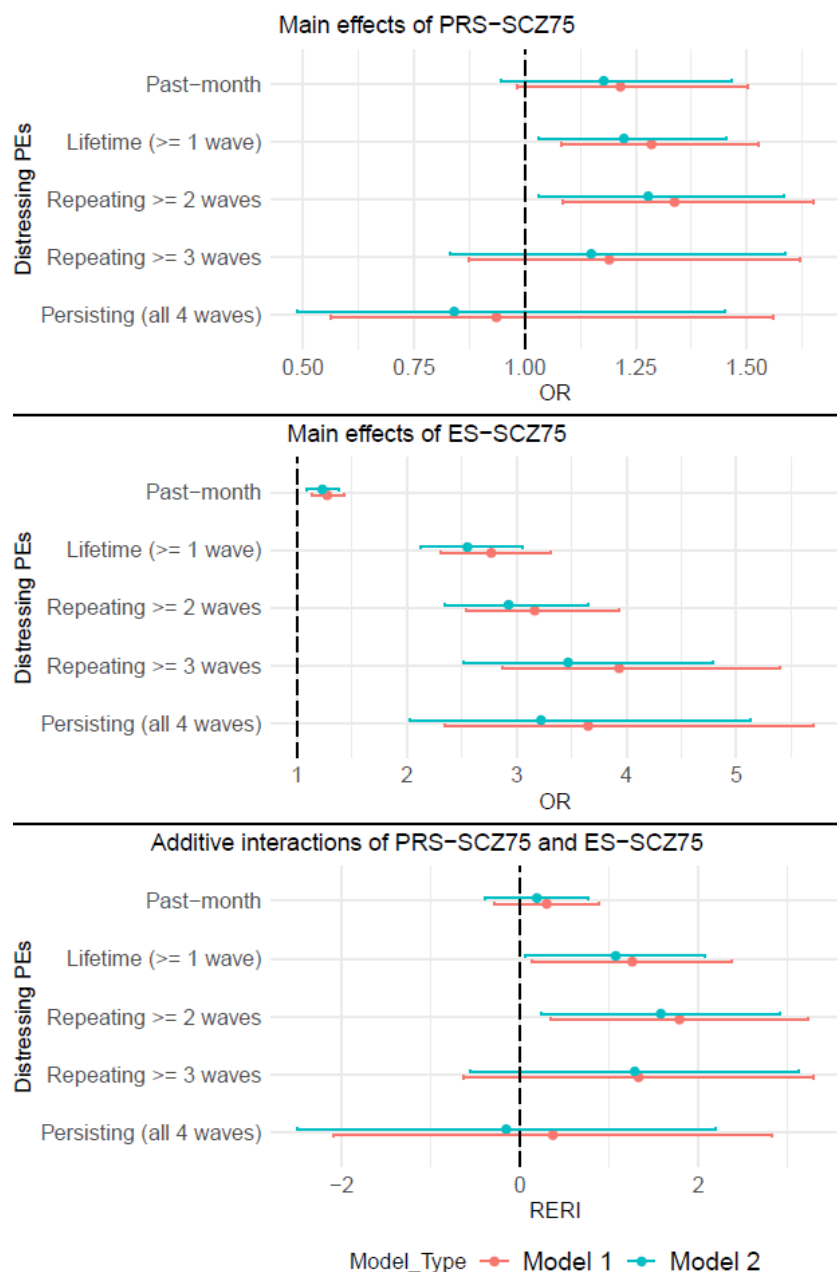 Main effects of PRS−SCZ75
Distressing PEs
Past−month
Lifetime (>= 1 wave)
Repeating >= 2 waves
Repeating >= 3 waves
Persisting (all 4 waves)
0.50 0.75 1.00 1.25 1.50
OR
Main effects of ES−SCZ75
Distressing PEs
Past−month
Lifetime (>= 1 wave)
Repeating >= 2 waves
Repeating >= 3 waves
Persisting (all 4 waves)
1 2 3 4 5
OR
Additive interactions of PRS−SCZ75 and ES−SCZ75
Distressing PEs
Past−month
Lifetime (>= 1 wave)
Repeating >= 2 waves
Repeating >= 3 waves
Persisting (all 4 waves)
−2 0 2
RERI
Model_Type Model 1 Model 2